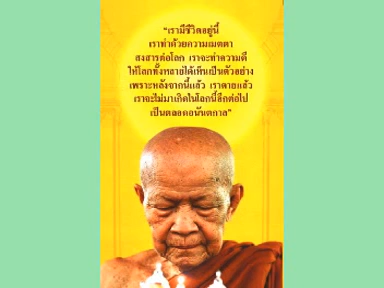 “เรามีชีวิตอยู่นี้
เราทำด้วยความเมตตา
สงสารต่อโลก เราจะทำความดี
ให้โลกทั้งหลายได้เห็นเป็นตัวอย่าง
เพราะหลังจากนี้แล้ว เราตายแล้ว
เราจะไม่มาเกิดในโลกนี้อีกต่อไป
เป็นตลอดอนันตกาล”